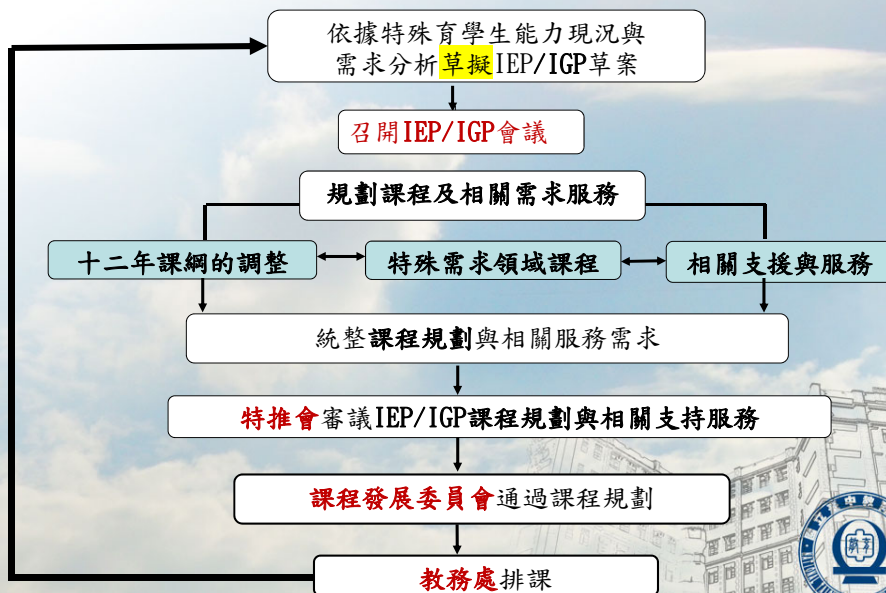 依據特殊育學生能力現況與
需求分析草擬IEP/IGP草案
召開IEP/IGP會議
規劃課程及相關需求服務
十二年課綱的調整
特殊需求領域課程
相關支援與服務
統整課程規劃與相關服務需求
特推會審議IEP/IGP課程規劃與相關支持服務
課程發展委員會通過課程規劃
教務處排課